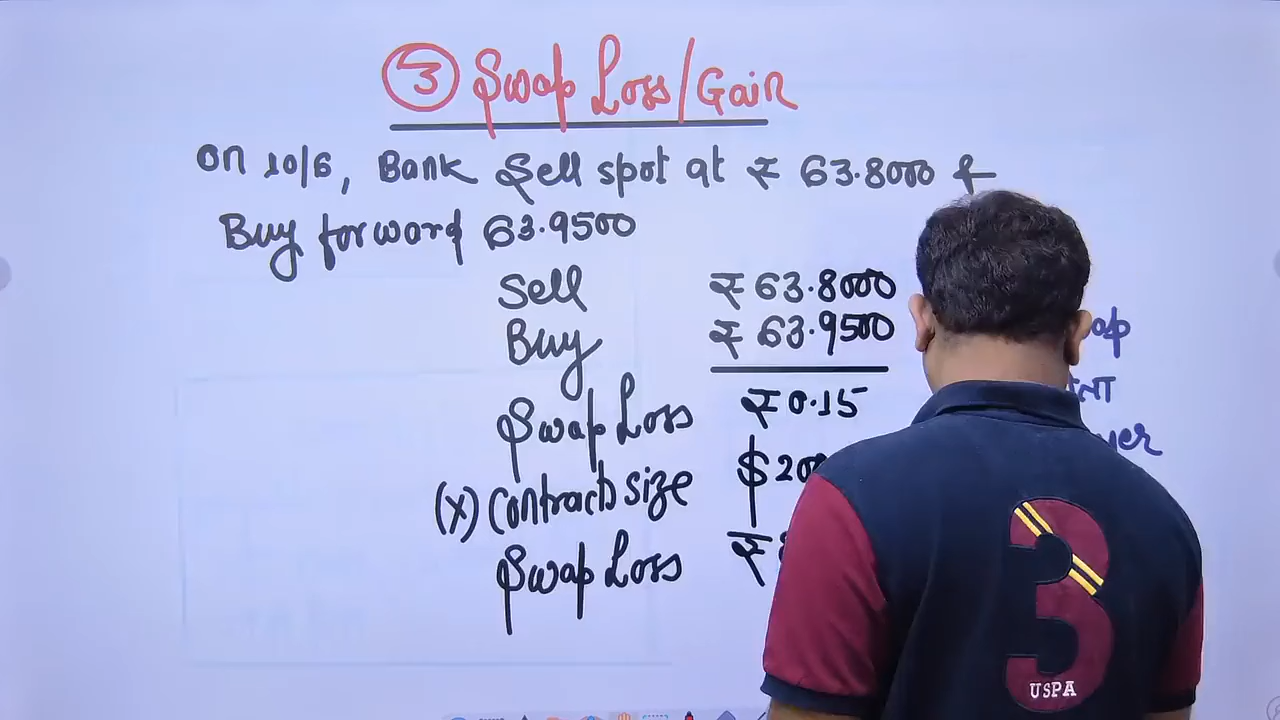 ③ Swap Loss/Gain
On 10/6, Bank Sell spot at ₹ 63.8000 &
Buy forward 63.9500
Sell ₹ 63.8000
Buy ₹ 63.9500
Swap Loss ₹ 0.15
(x) Contract size $ 200
Swap Loss ₹
3
USPA